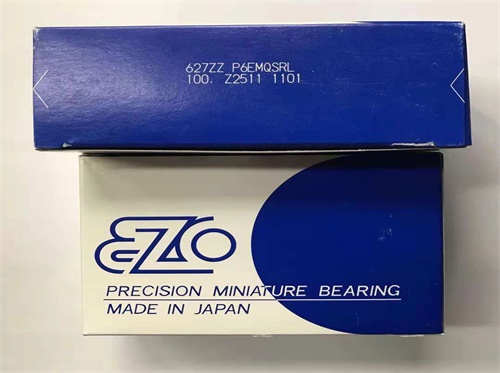 627ZZ P6EMQSRL
100. Z2511 1101
EZO
PRECISION MINIATURE BEARING
MADE IN JAPAN